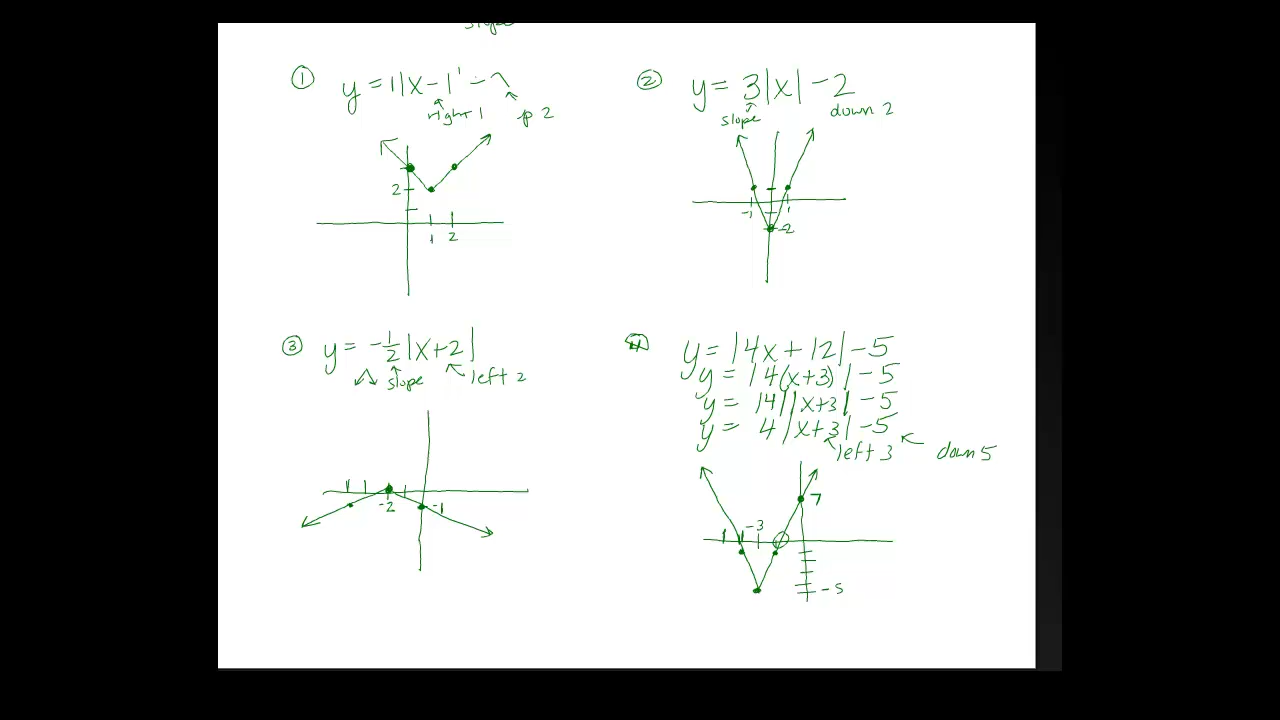 slope
① y = 1|x-1
right 1
p 2
2
1 2
② y = 3|x| - 2
slope down 2
-1 1
-2
③ y = -1/2 |x+2|
slope left 2
-2 -1
④ y = |4x + 12| - 5
y = |4(x+3)| - 5
y = |4||x+3| - 5
y = 4|x+3| - 5
left 3 down 5
7
-3
-5